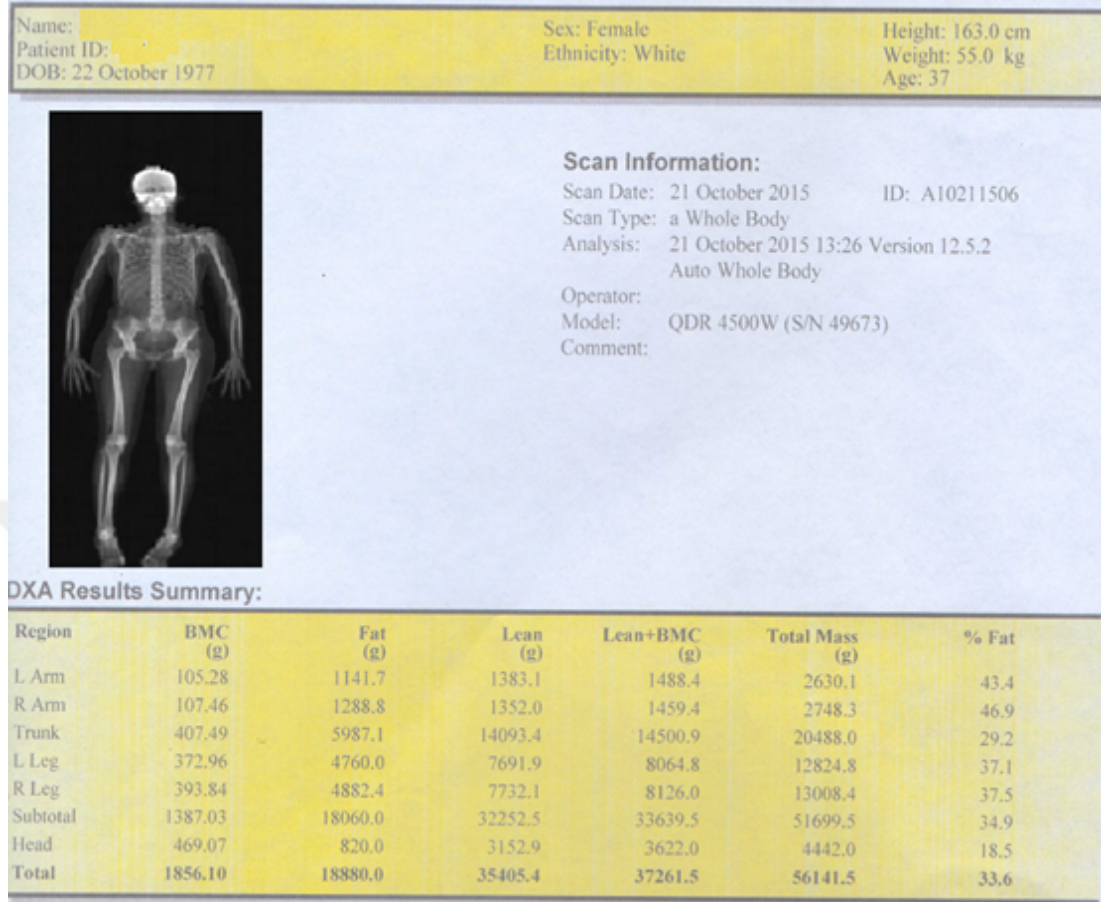 Name: Sex: Female Height: 163.0 cm
Patient ID: Ethnicity: White Weight: 55.0 kg
DOB: 22 October 1977 Age: 37
Scan Information:
Scan Date: 21 October 2015 ID: A10211506
Scan Type: a Whole Body
Analysis: 21 October 2015 13:26 Version 12.5.2
Auto Whole Body
Operator:
Model: QDR 4500W (S/N 49673)
Comment:
DXA Results Summary:
Region BMC Fat Lean Lean+BMC Total Mass % Fat
(g) (g) (g) (g) (g)
L Arm 105.28 1141.7 1383.1 1488.4 2630.1 43.4
R Arm 107.46 1288.8 1352.0 1459.4 2748.3 46.9
Trunk 407.49 5987.1 14093.4 14500.9 20488.0 29.2
L Leg 372.96 4760.0 7691.9 8064.8 12824.8 37.1
R Leg 393.84 4882.4 7732.1 8126.0 13008.4 37.5
Subtotal 1387.03 18060.0 32252.5 33639.5 51699.5 34.9
Head 469.07 820.0 3152.9 3622.0 4442.0 18.5
Total 1856.10 18880.0 35405.4 37261.5 56141.5 33.6